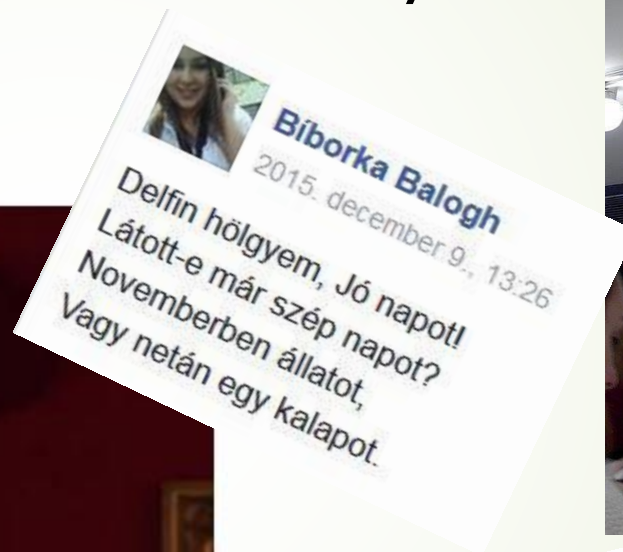 Bíborka Balogh
2015. december 9., 13:26
Delfin hölgyem, Jó napot!
Látott-e már szép napot?
Novemberben állatot,
Vagy netán egy kalapot.